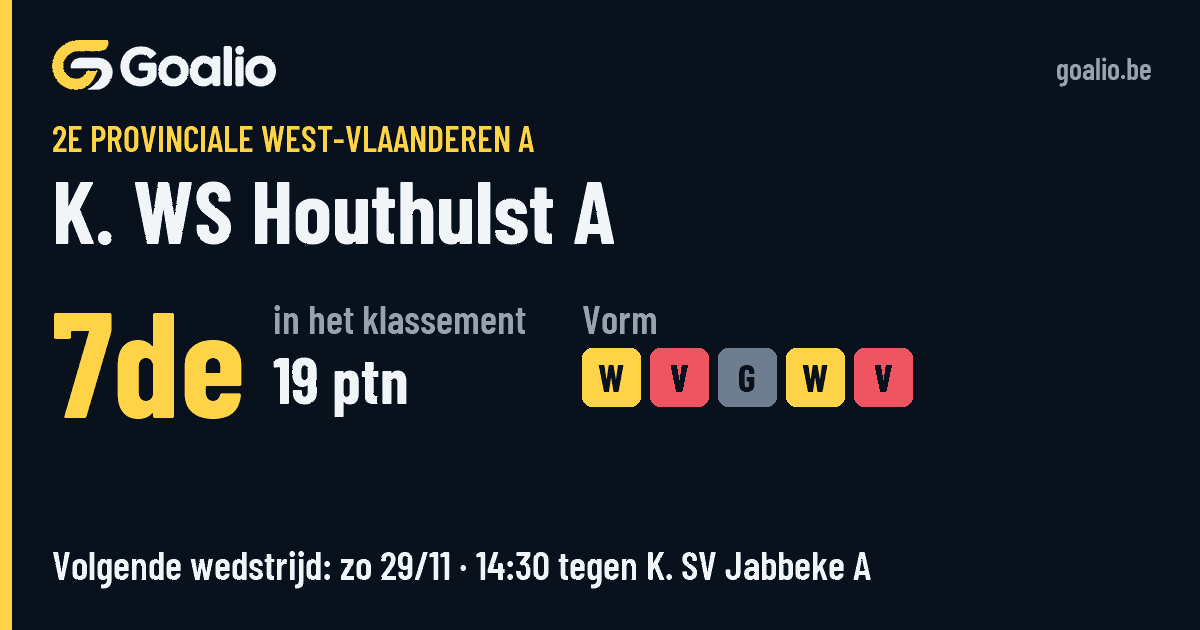 Goalio
goalio.be
2E PROVINCIALE WEST-VLAANDEREN A
K. WS Houthulst A
7de
in het klassement
19 ptn
Vorm
W V G W V
Volgende wedstrijd: zo 29/11 · 14:30 tegen K. SV Jabbeke A